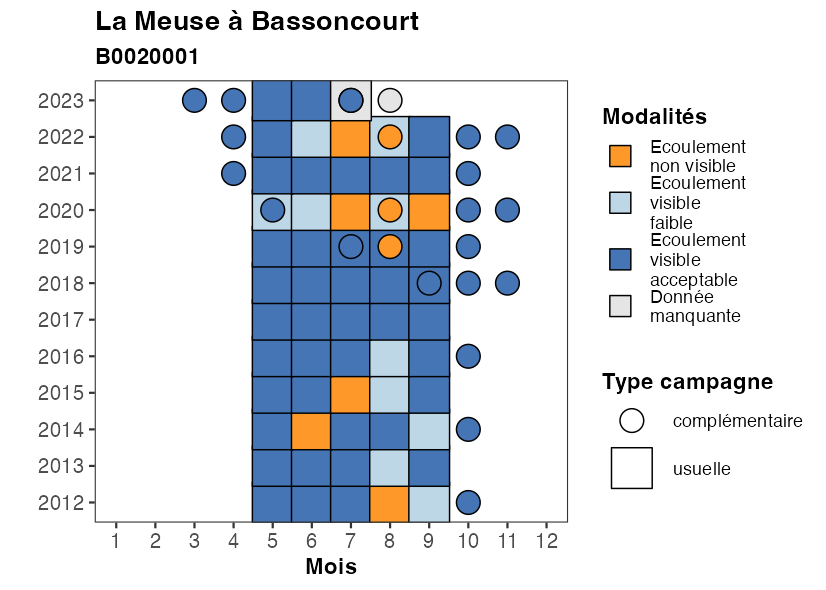 La Meuse à Bassoncourt
B0020001
2023
2022
2021
2020
2019
2018
2017
2016
2015
2014
2013
2012
1 2 3 4 5 6 7 8 9 10 11 12
Mois
Modalités
Ecoulement
non visible
Ecoulement
visible
faible
Ecoulement
visible
acceptable
Donnée
manquante
Type campagne
complémentaire
usuelle